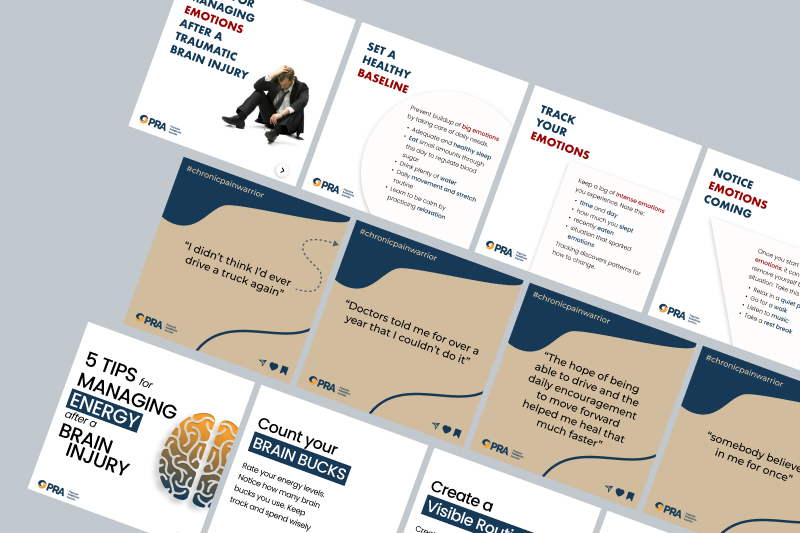 MANAGING
EMOTIONS
AFTER A
TRAUMATIC
BRAIN INJURY
PRA
SET A
HEALTHY
BASELINE
Prevent buildup of big emotions
by taking care of daily needs.
• Adequate and healthy sleep
• Eat small amounts through
the day to regulate blood
sugar
• Drink plenty of water
• Daily movement and stretch
routine
• Learn to be calm by
practicing relaxation
PRA
TRACK
YOUR
EMOTIONS
Keep a log of intense emotions
you experience. Note the:
• time and day
• how much you slept
• recently eaten
• situation that sparked
emotions
Tracking discovers patterns for
how to change.
PRA
NOTICE
EMOTIONS
COMING
Once you start
emotions, it
remove yourself
situation. Take this
• Relax in a quiet
• Go for a walk
• Listen to music
• Take a rest break
PRA
#chronicpainwarrior
“I didn’t think I’d ever
drive a truck again”
PRA
#chronicpainwarrior
“Doctors told me for over a
year that I couldn’t do it”
PRA
#chronicpainwarrior
“The hope of being
able to drive and the
daily encouragement
to move forward
helped me heal that
much faster”
PRA
#chronicpainwarrior
“somebody believe
in me for once”
PRA
5 TIPS for
MANAGING
ENERGY
after a
BRAIN
INJURY
PRA
Count your
BRAIN BUCKS
Rate your energy levels.
Notice how many brain
bucks you use. Keep
track and spend wisely
Create a
Visible Routi